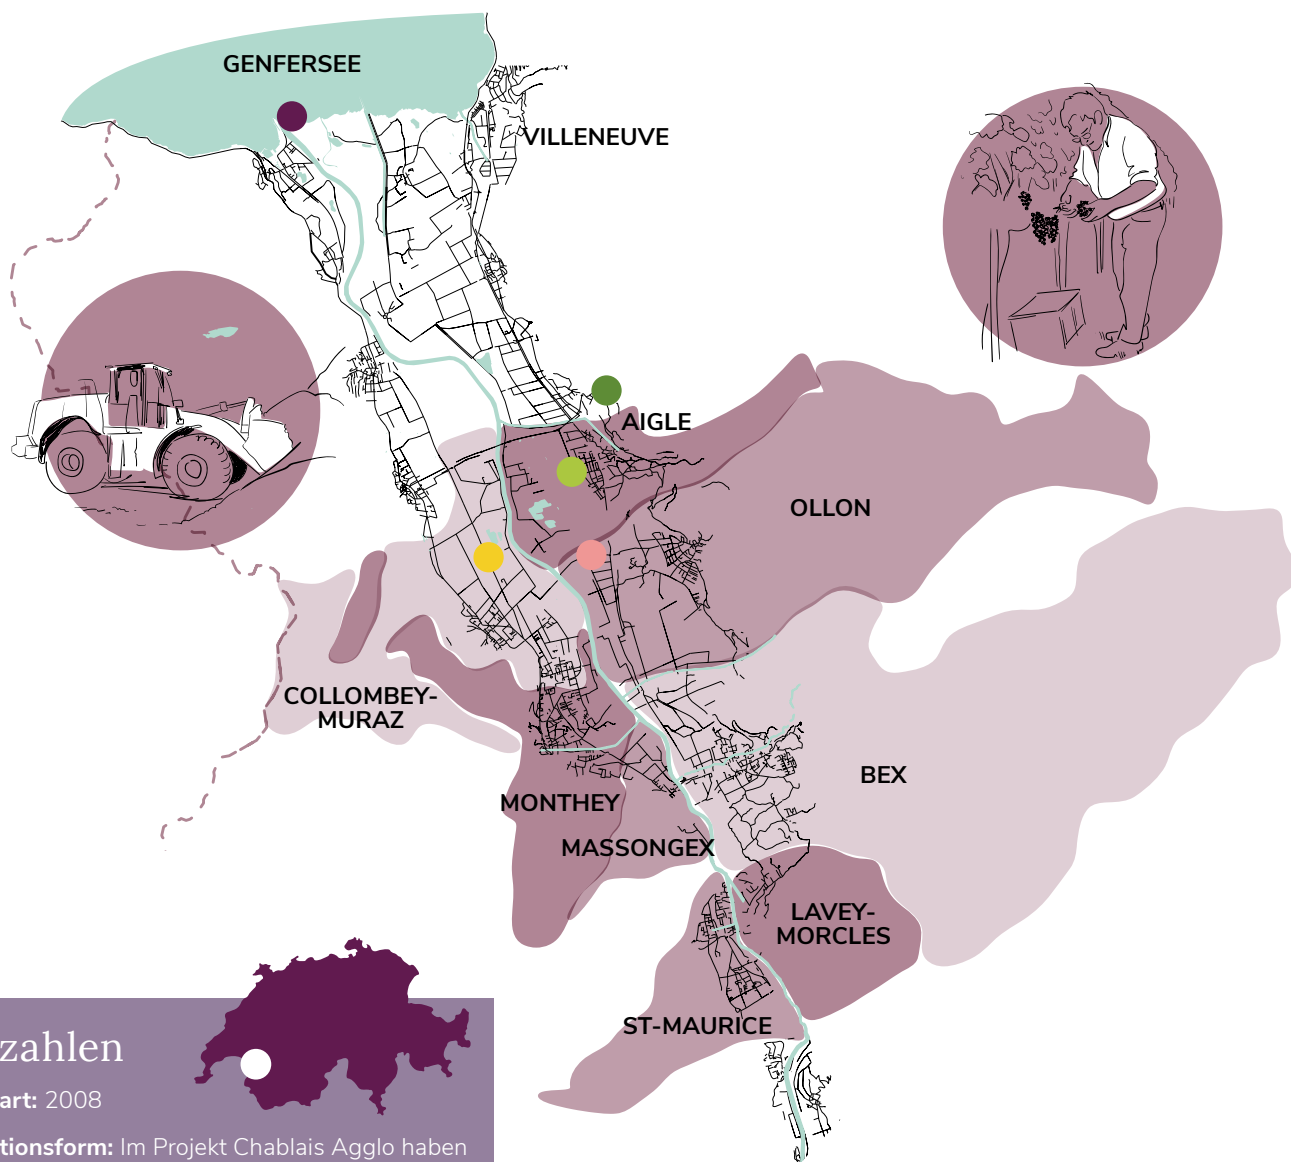 GENFERSEE
VILLENEUVE
AIGLE
OLLON
COLLOMBEY-
MURAZ
BEX
MONTHEY
MASSONGEX
LAVEY-
MORCLES
ST-MAURICE
zahlen
art: 2008
tionsform: Im Projekt Chablais Agglo haben